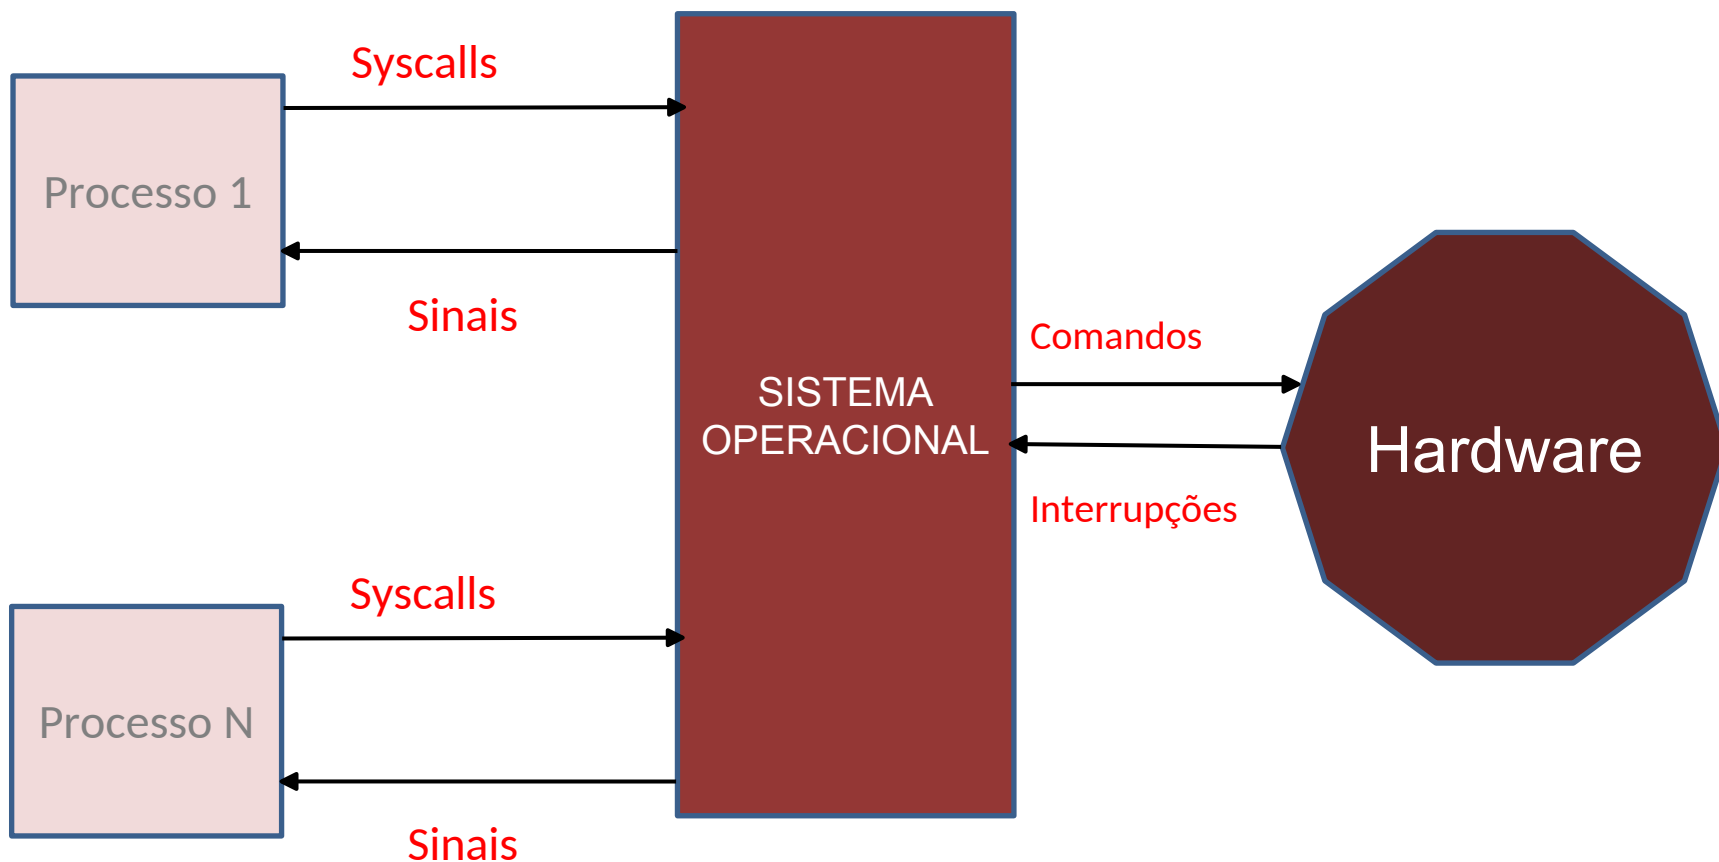 Syscalls
Processo 1
Sinais
SISTEMA
OPERACIONAL
Comandos
Hardware
Interrupções
Syscalls
Processo N
Sinais